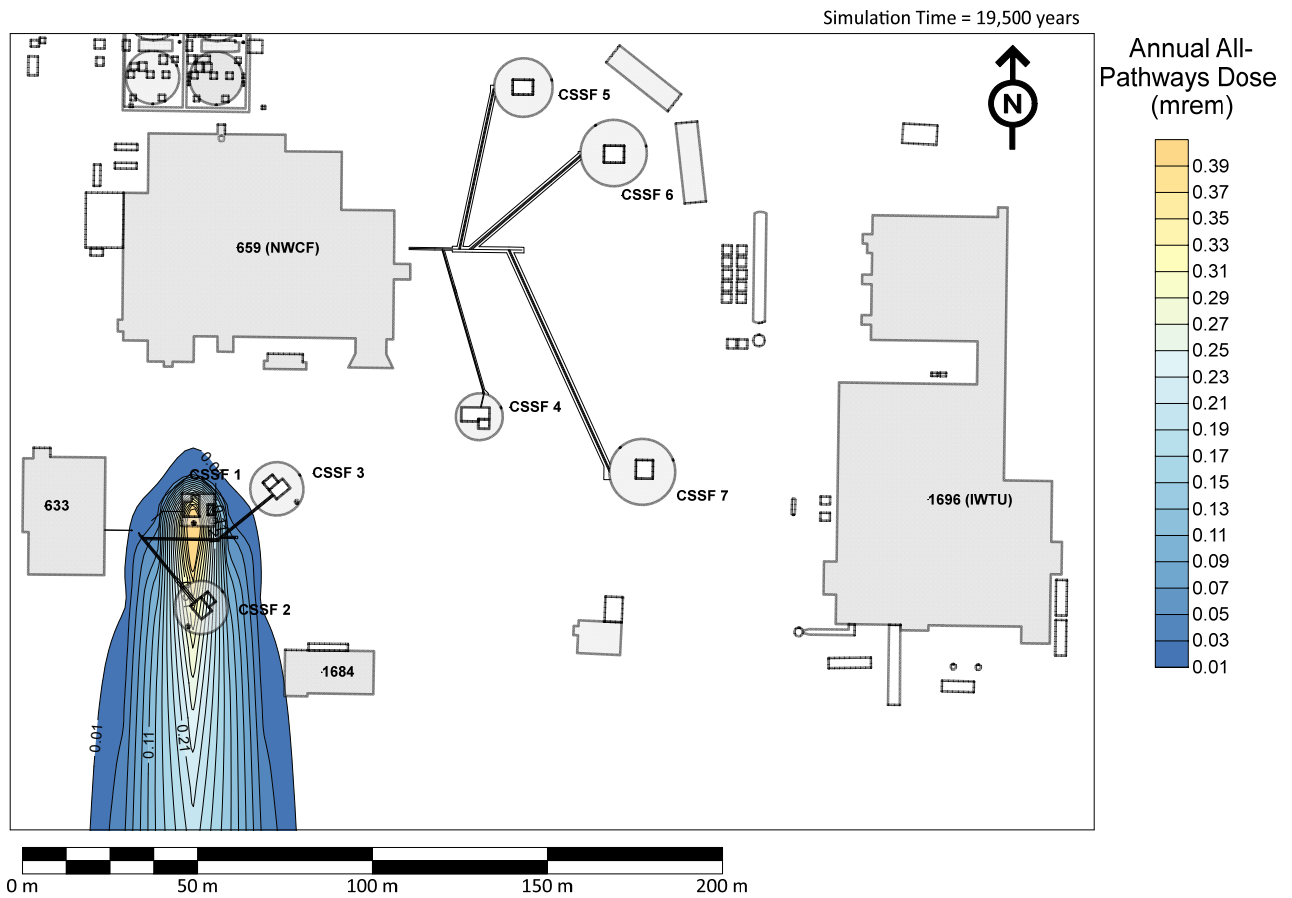 Simulation Time = 19,500 years
Annual All-
Pathways Dose
(mrem)
N
CSSF 5
CSSF 6
659 (NWCF)
CSSF 4
CSSF 1
CSSF 3
CSSF 7
633
1696 (IWTU)
CSSF 2
1684
0.01
0.11
0.21
0.39
0.37
0.35
0.33
0.31
0.29
0.27
0.25
0.23
0.21
0.19
0.17
0.15
0.13
0.11
0.09
0.07
0.05
0.03
0.01
0 m 50 m 100 m 150 m 200 m